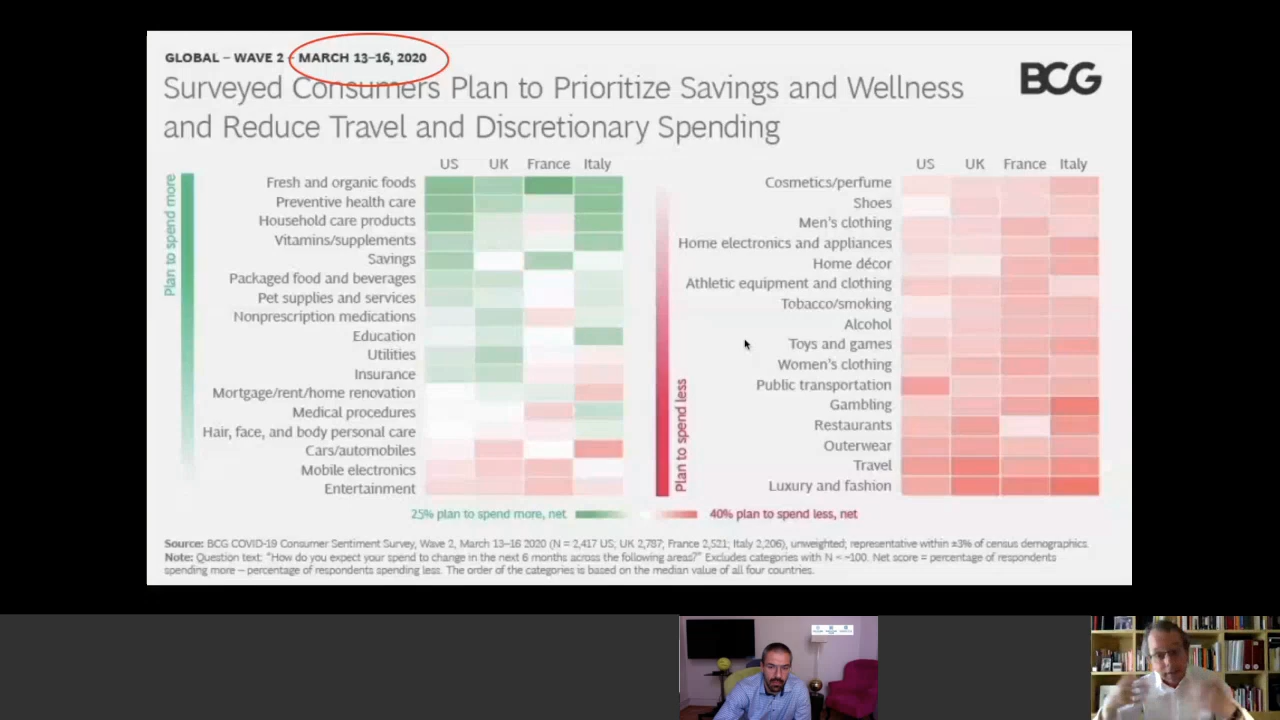 GLOBAL – WAVE 2 – MARCH 13–16, 2020
BCG
Surveyed Consumers Plan to Prioritize Savings and Wellness
and Reduce Travel and Discretionary Spending
US UK France Italy
Plan to spend more
Fresh and organic foods
Preventive health care
Household care products
Vitamins/supplements
Savings
Packaged food and beverages
Pet supplies and services
Nonprescription medications
Education
Utilities
Insurance
Mortgage/rent/home renovation
Medical procedures
Hair, face, and body personal care
Cars/automobiles
Mobile electronics
Entertainment
US UK France Italy
Plan to spend less
Cosmetics/perfume
Shoes
Men's clothing
Home electronics and appliances
Home décor
Athletic equipment and clothing
Tobacco/smoking
Alcohol
Toys and games
Women's clothing
Public transportation
Gambling
Restaurants
Outerwear
Travel
Luxury and fashion
25% plan to spend more, net
40% plan to spend less, net
Source: BCG COVID-19 Consumer Sentiment Survey, Wave 2, March 13–16 2020 (N = 2,417 US; UK 2,787; France 2,521; Italy 2,206), unweighted; representative within ±3% of census demographics.
Note: Question text: "How do you expect your spend to change in the next 6 months across the following areas?" Excludes categories with N < ~100. Net score = percentage of respondents
spending more – percentage of respondents spending less. The order of the categories is based on the median value of all four countries.